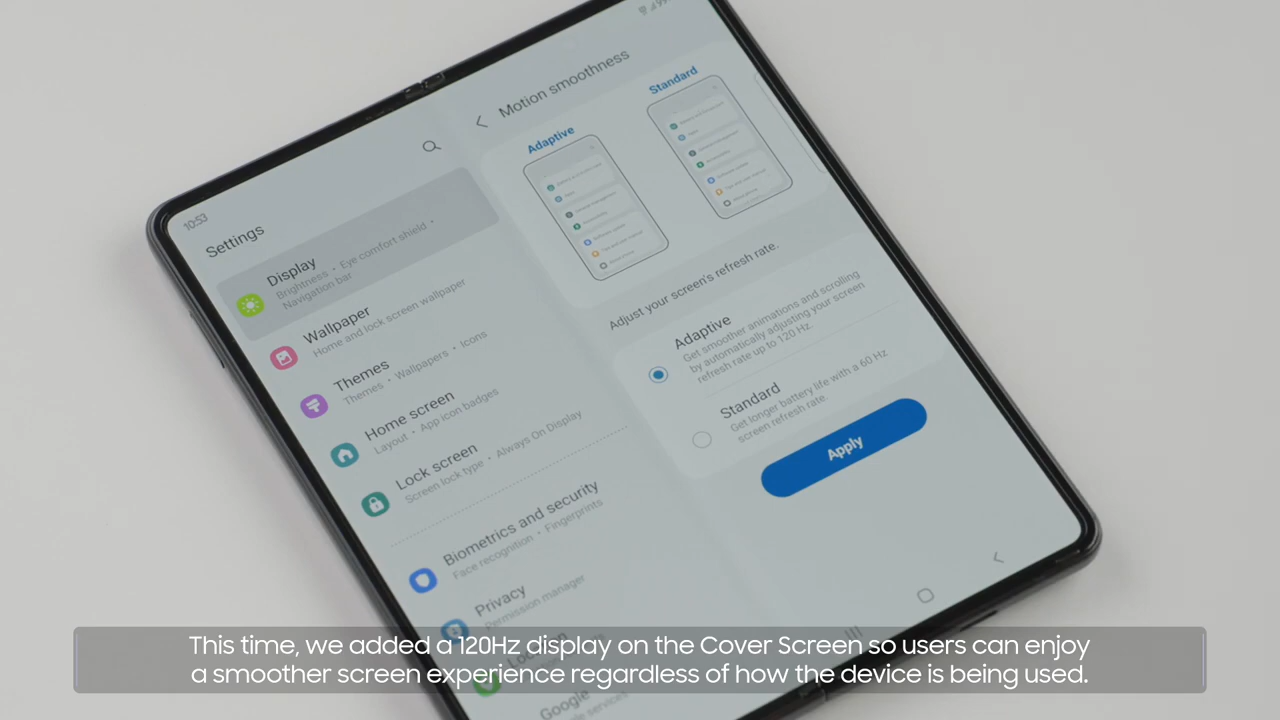 10:53
Settings
Display
Brightness • Eye comfort shield •
Navigation bar
Wallpaper
Home and lock screen wallpaper
Themes
Themes • Wallpapers • Icons
Home screen
Layout • App icon badges
Lock screen
Screen lock type • Always On Display
Biometrics and security
Face recognition • Fingerprints
Privacy
Permission manager
Location
Google
Motion smoothness
Adaptive
Standard
Adjust your screen's refresh rate.
Adaptive
Get smoother animations and scrolling
by automatically adjusting your screen
refresh rate up to 120 Hz.
Standard
Get longer battery life with a 60 Hz
screen refresh rate.
Apply
This time, we added a 120Hz display on the Cover Screen so users can enjoy
a smoother screen experience regardless of how the device is being used.